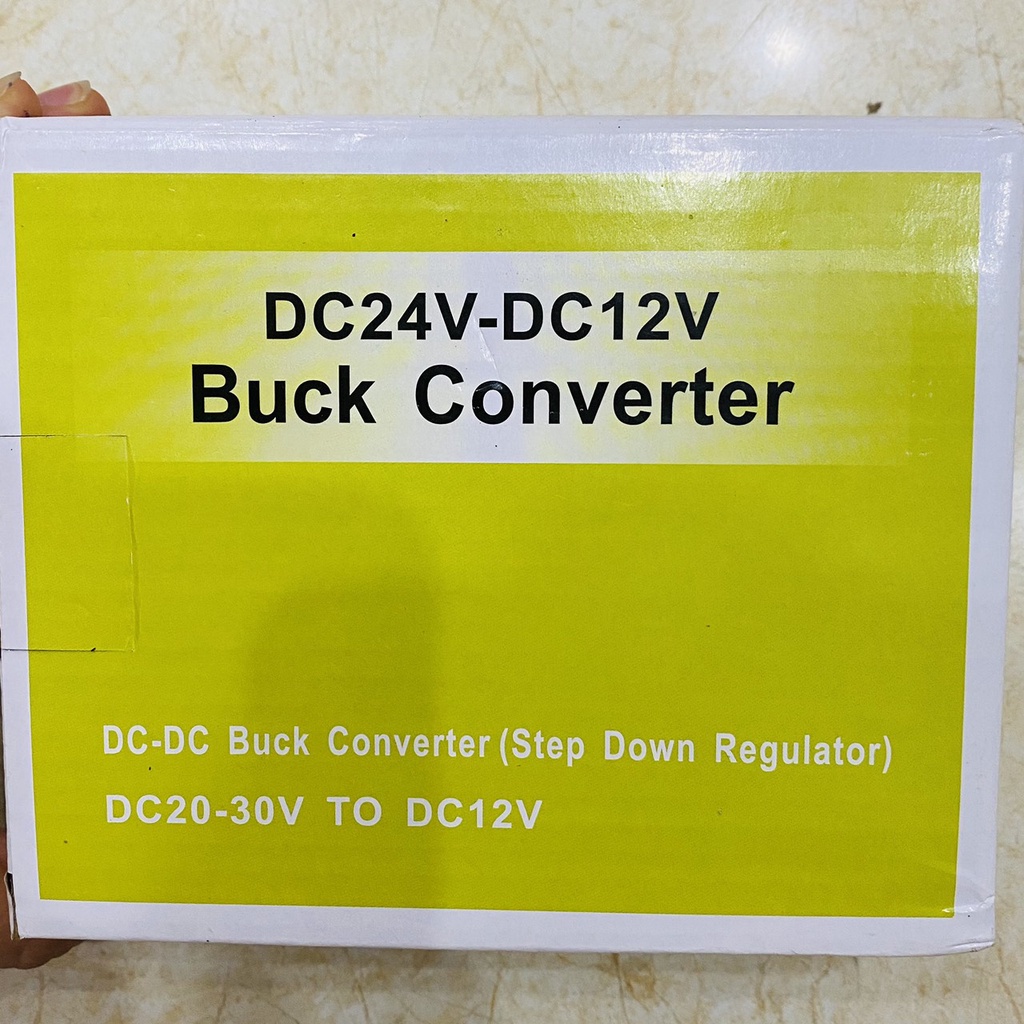 DC24V-DC12V
Buck Converter
DC-DC Buck Converter (Step Down Regulator)
DC20-30V TO DC12V